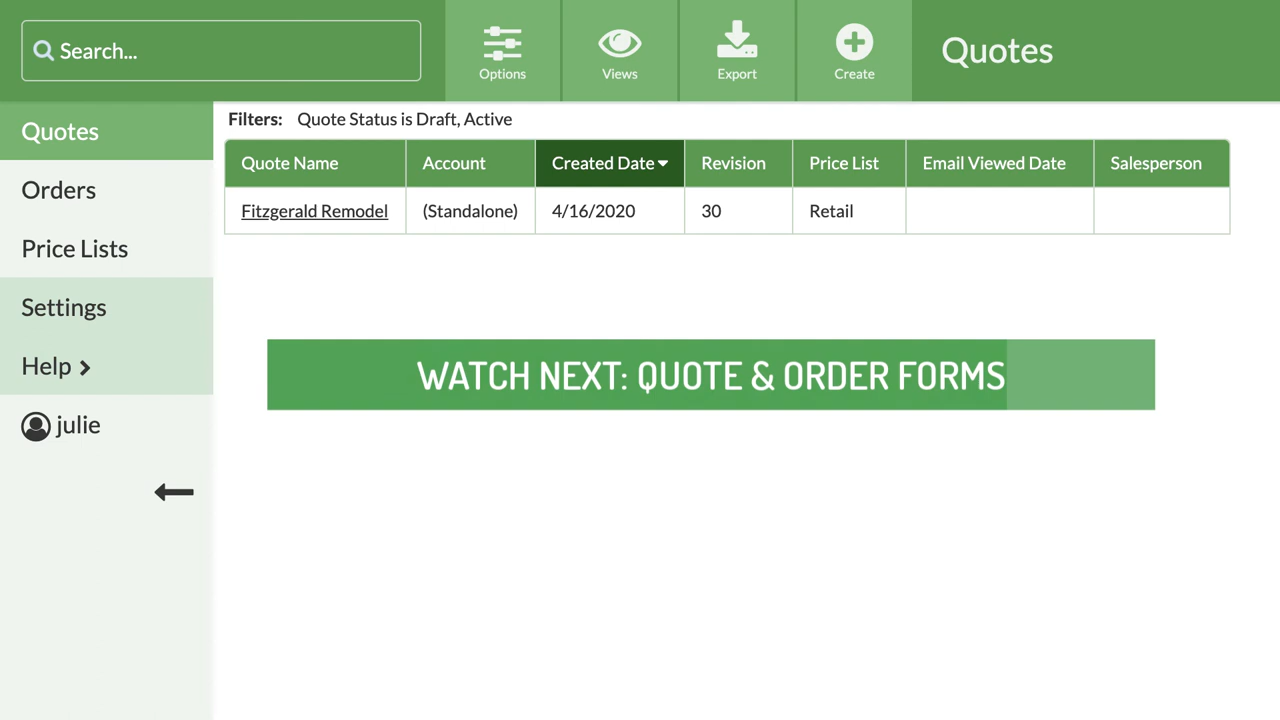 Search...
Options
Views
Export
Create
Quotes
Quotes
Orders
Price Lists
Settings
Help
julie
Filters: Quote Status is Draft, Active
Quote Name Account Created Date Revision Price List Email Viewed Date Salesperson
Fitzgerald Remodel (Standalone) 4/16/2020 30 Retail
WATCH NEXT: QUOTE & ORDER FORMS